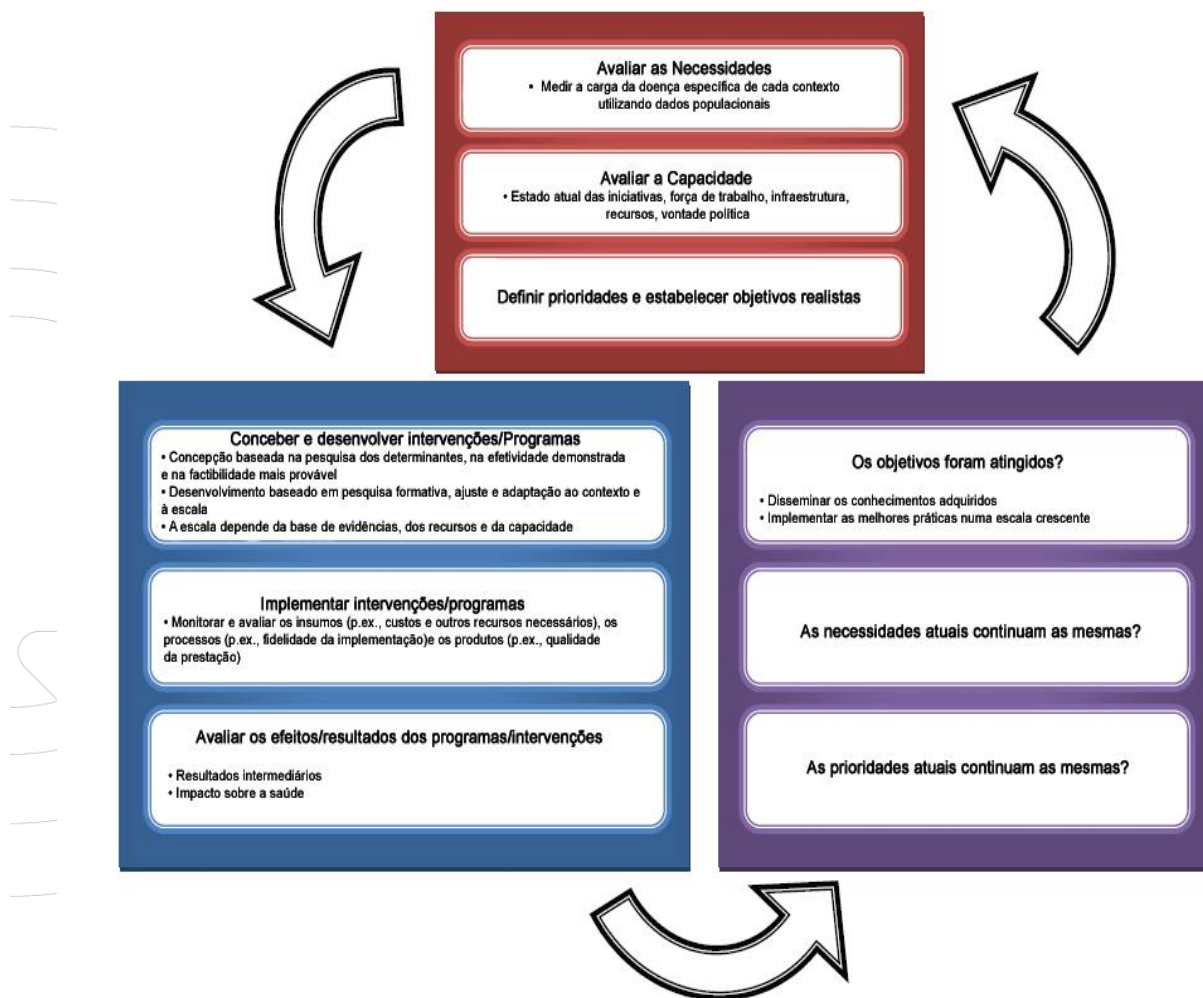 Avaliar as Necessidades
• Medir a carga da doença específica de cada contexto
utilizando dados populacionais
Avaliar a Capacidade
• Estado atual das iniciativas, força de trabalho, infraestrutura,
recursos, vontade política
Definir prioridades e estabelecer objetivos realistas
Conceber e desenvolver intervenções/Programas
• Concepção baseada na pesquisa dos determinantes, na efetividade demonstrada
e na factibilidade mais provável
• Desenvolvimento baseado em pesquisa formativa, ajuste e adaptação ao contexto e
à escala
• A escala depende da base de evidências, dos recursos e da capacidade
Implementar intervenções/programas
• Monitorar e avaliar os insumos (p.ex., custos e outros recursos necessários), os
processos (p.ex., fidelidade da implementação)e os produtos (p.ex., qualidade
da prestação)
Avaliar os efeitos/resultados dos programas/intervenções
• Resultados intermediários
• Impacto sobre a saúde
Os objetivos foram atingidos?
• Disseminar os conhecimentos adquiridos
• Implementar as melhores práticas numa escala crescente
As necessidades atuais continuam as mesmas?
As prioridades atuais continuam as mesmas?